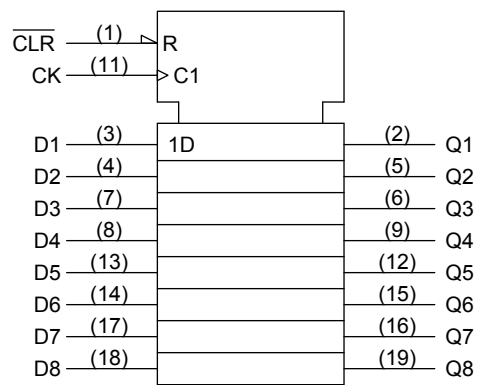 C̅L̅R̅ (1) R
CK (11) C1
D1 (3) 1D (2) Q1
D2 (4) (5) Q2
D3 (7) (6) Q3
D4 (8) (9) Q4
D5 (13) (12) Q5
D6 (14) (15) Q6
D7 (17) (16) Q7
D8 (18) (19) Q8